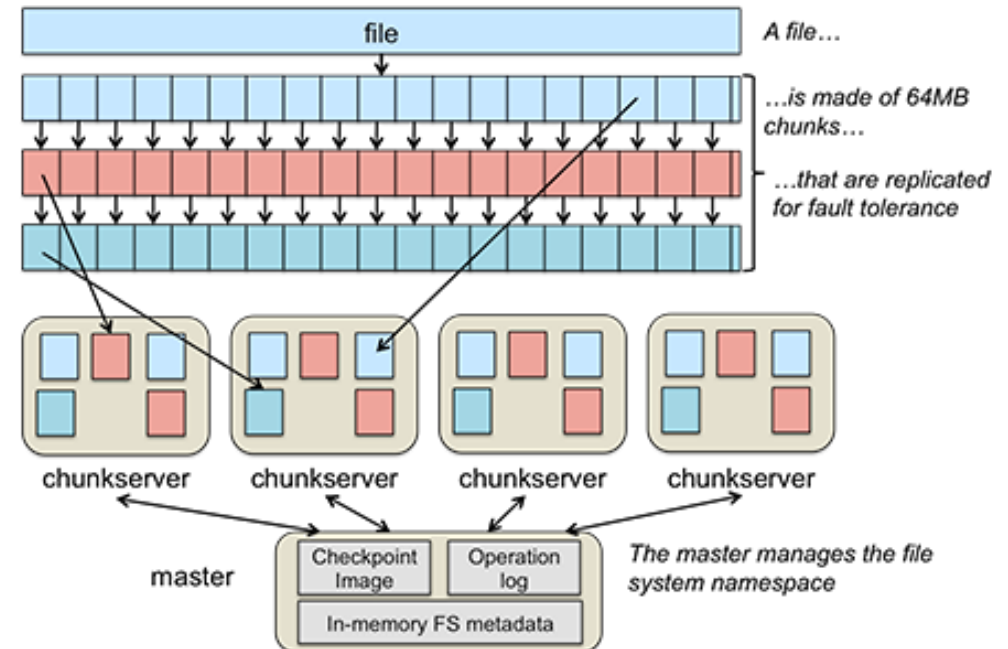 file
A file…
…is made of 64MB
chunks…
…that are replicated
for fault tolerance
chunkserver
chunkserver
chunkserver
chunkserver
master
Checkpoint
Image
Operation
log
In-memory FS metadata
The master manages the file
system namespace